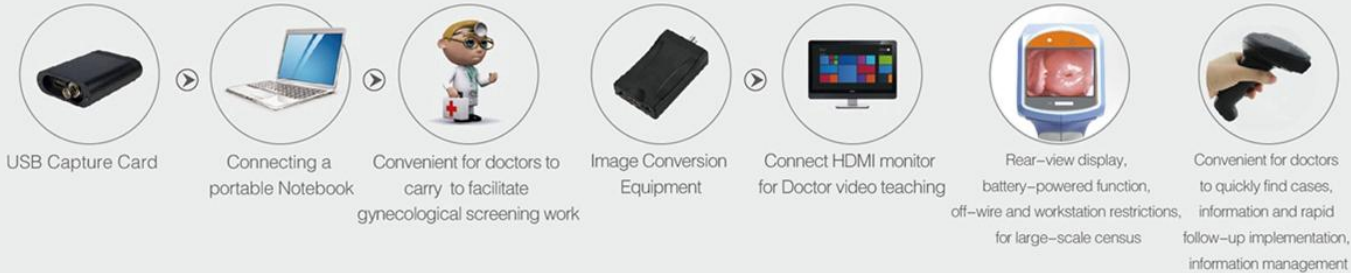 USB Capture Card
Connecting a
portable Notebook
Convenient for doctors to
carry to facilitate
gynecological screening work
Image Conversion
Equipment
Connect HDMI monitor
for Doctor video teaching
Rear-view display,
battery-powered function,
off-wire and workstation restrictions,
for large-scale census
Convenient for doctors
to quickly find cases,
information and rapid
follow-up implementation,
information management